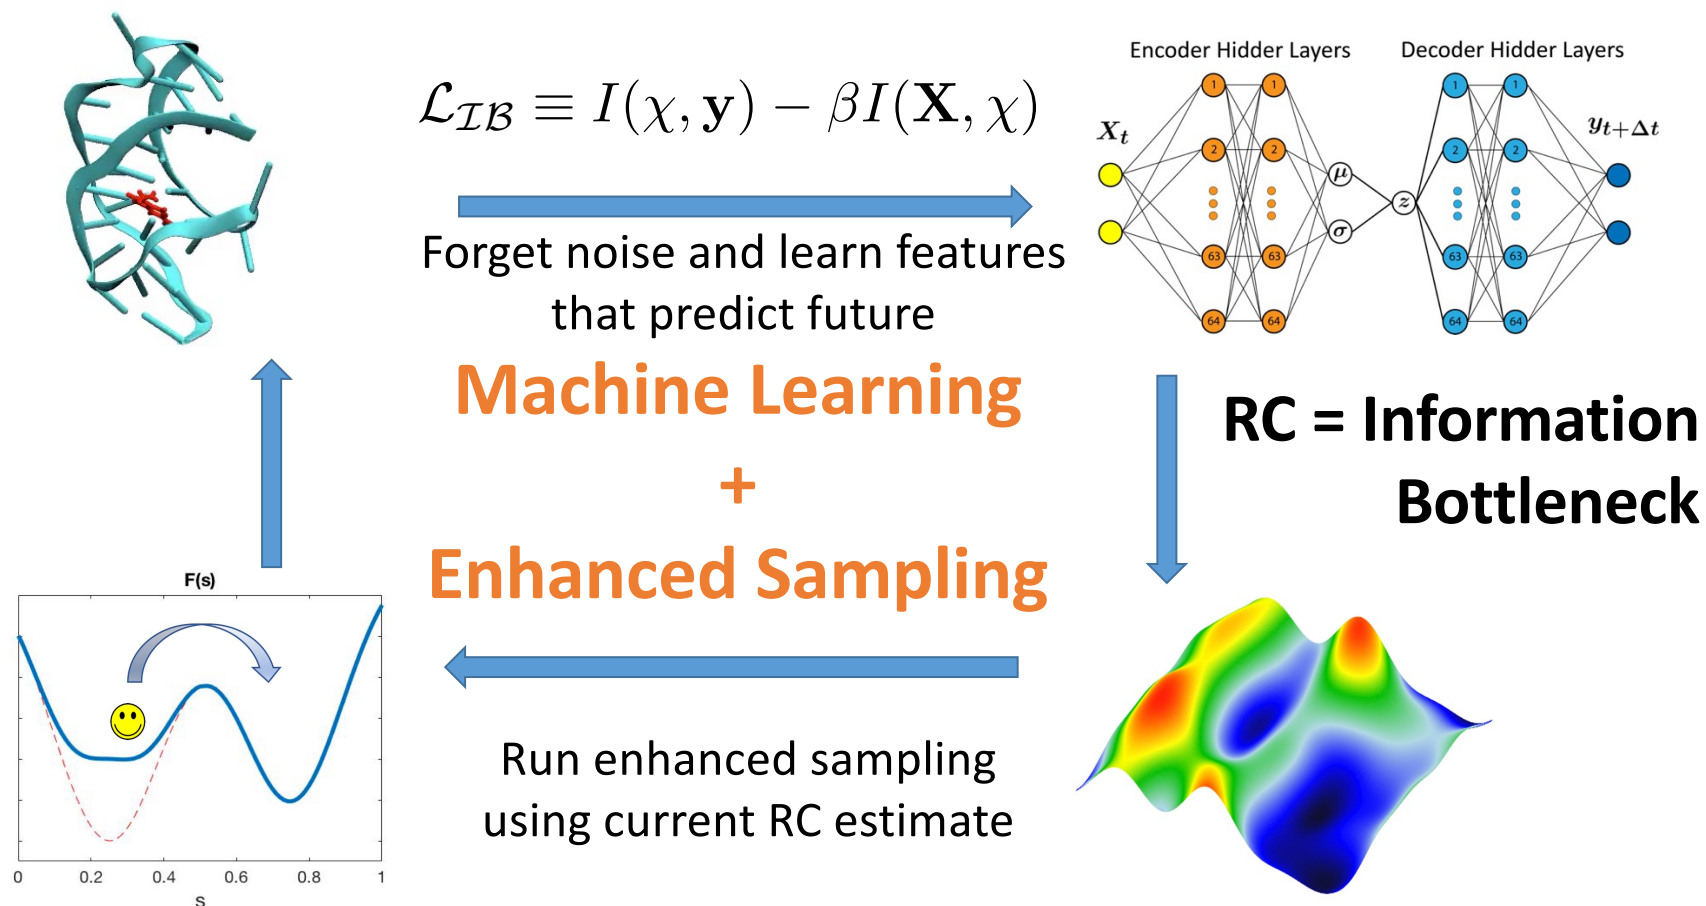 Encoder Hidder Layers
Decoder Hidder Layers
ℒ_ℐℬ ≡ I(χ, y) − βI(X, χ)
X_t
y_{t+Δt}
1 1 1 1
2 2 2 2
μ
z
σ
63 63 63 63
64 64 64 64
Forget noise and learn features
that predict future
Machine Learning
+
Enhanced Sampling
RC = Information
Bottleneck
F(s)
Run enhanced sampling
using current RC estimate
0 0.2 0.4 0.6 0.8 1
s